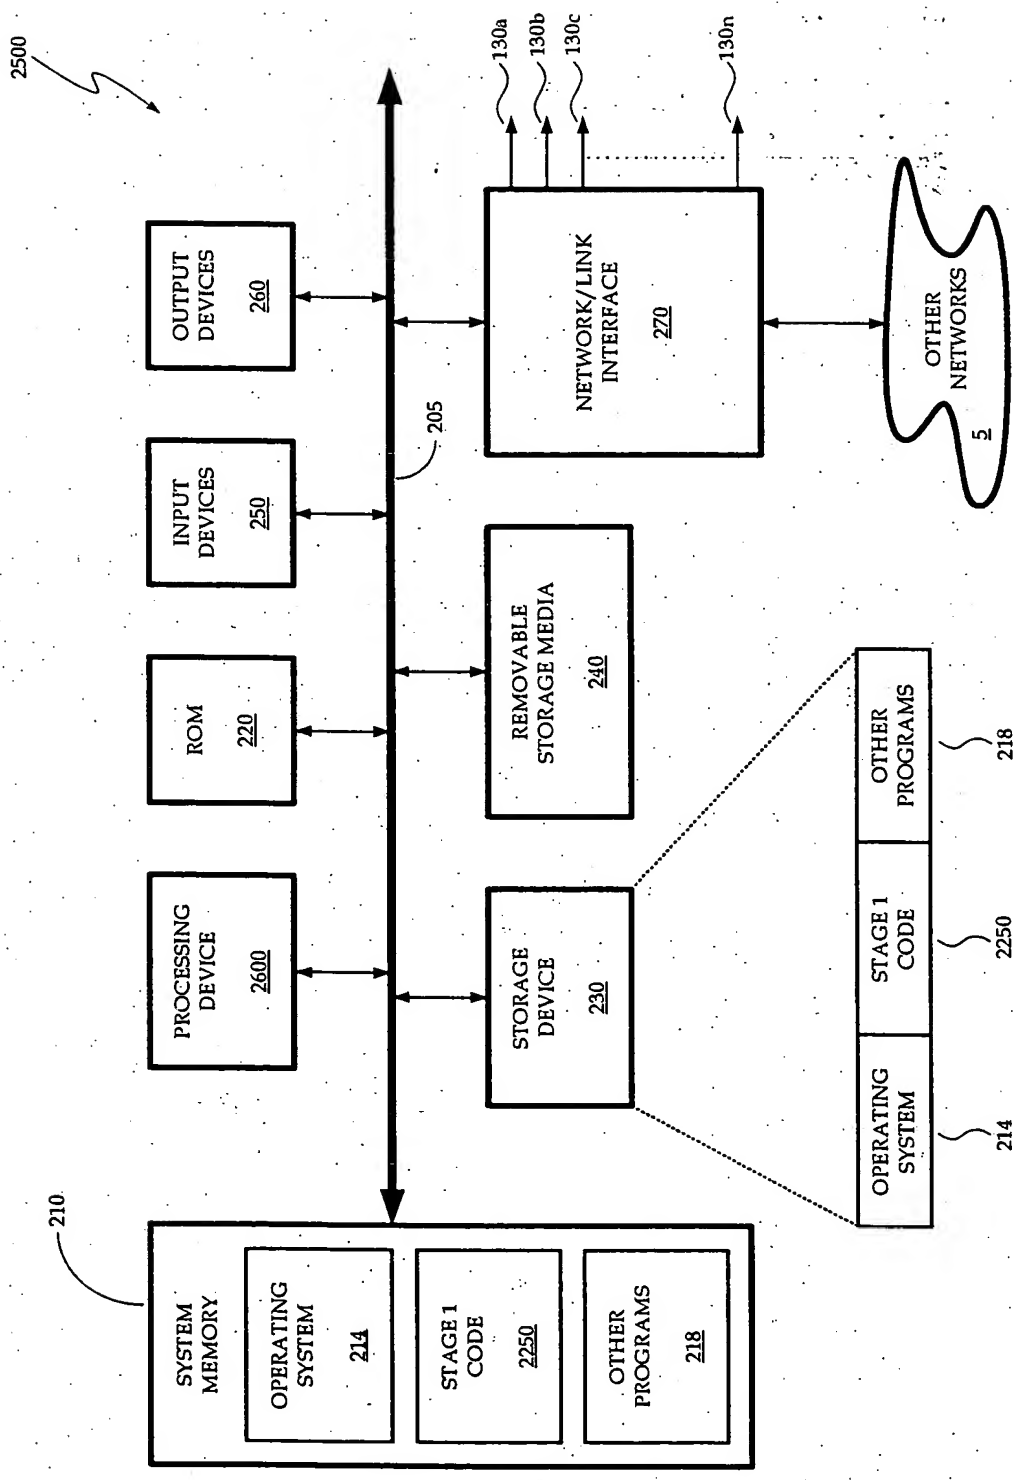 2500
210
SYSTEM
MEMORY
OPERATING
SYSTEM
214
STAGE 1
CODE
2250
OTHER
PROGRAMS
218
PROCESSING
DEVICE
2600
ROM
220
INPUT
DEVICES
250
OUTPUT
DEVICES
260
205
STORAGE
DEVICE
230
REMOVABLE
STORAGE MEDIA
240
NETWORK/LINK
INTERFACE
270
130a
130b
130c
130n
OTHER
NETWORKS
5
OPERATING
SYSTEM
STAGE 1
CODE
OTHER
PROGRAMS
214
2250
218